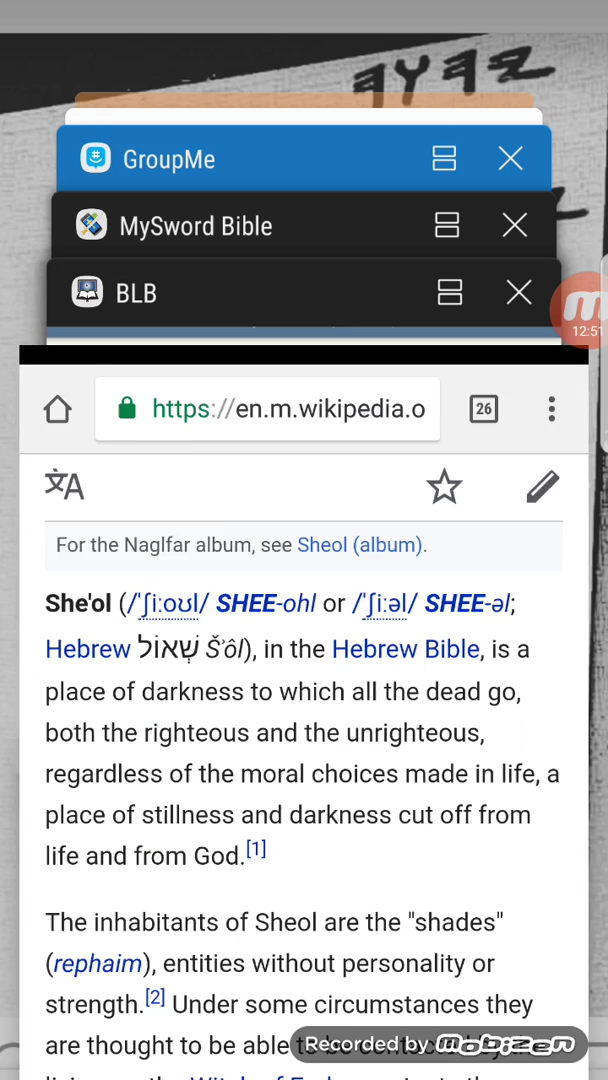 𐤉𐤄𐤅𐤄
GroupMe
MySword Bible
BLB
12:51
https://en.m.wikipedia.o
26
For the Naglfar album, see Sheol (album).
She'ol (/ˈʃiːoʊl/ SHEE-ohl or /ˈʃiːəl/ SHEE-əl;
Hebrew שְׁאוֹל Šʾôl), in the Hebrew Bible, is a
place of darkness to which all the dead go,
both the righteous and the unrighteous,
regardless of the moral choices made in life, a
place of stillness and darkness cut off from
life and from God.[1]
The inhabitants of Sheol are the "shades"
(rephaim), entities without personality or
strength.[2] Under some circumstances they
are thought to be able
Recorded by mobizen